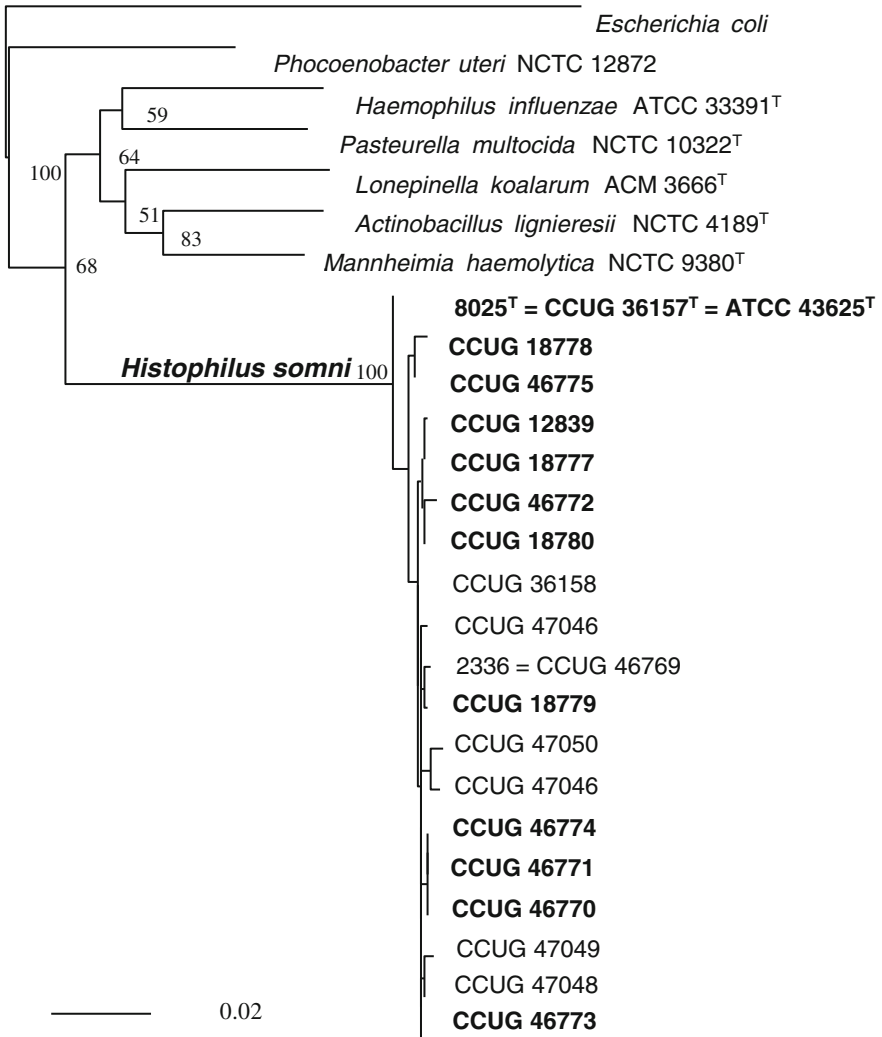 Escherichia coli
Phocoenobacter uteri NCTC 12872
Haemophilus influenzae ATCC 33391ᵀ
59
Pasteurella multocida NCTC 10322ᵀ
64
100
Lonepinella koalarum ACM 3666ᵀ
51
Actinobacillus lignieresii NCTC 4189ᵀ
83
Mannheimia haemolytica NCTC 9380ᵀ
68
8025ᵀ = CCUG 36157ᵀ = ATCC 43625ᵀ
CCUG 18778
Histophilus somni 100
CCUG 46775
CCUG 12839
CCUG 18777
CCUG 46772
CCUG 18780
CCUG 36158
CCUG 47046
2336 = CCUG 46769
CCUG 18779
CCUG 47050
CCUG 47046
CCUG 46774
CCUG 46771
CCUG 46770
CCUG 47049
CCUG 47048
0.02
CCUG 46773